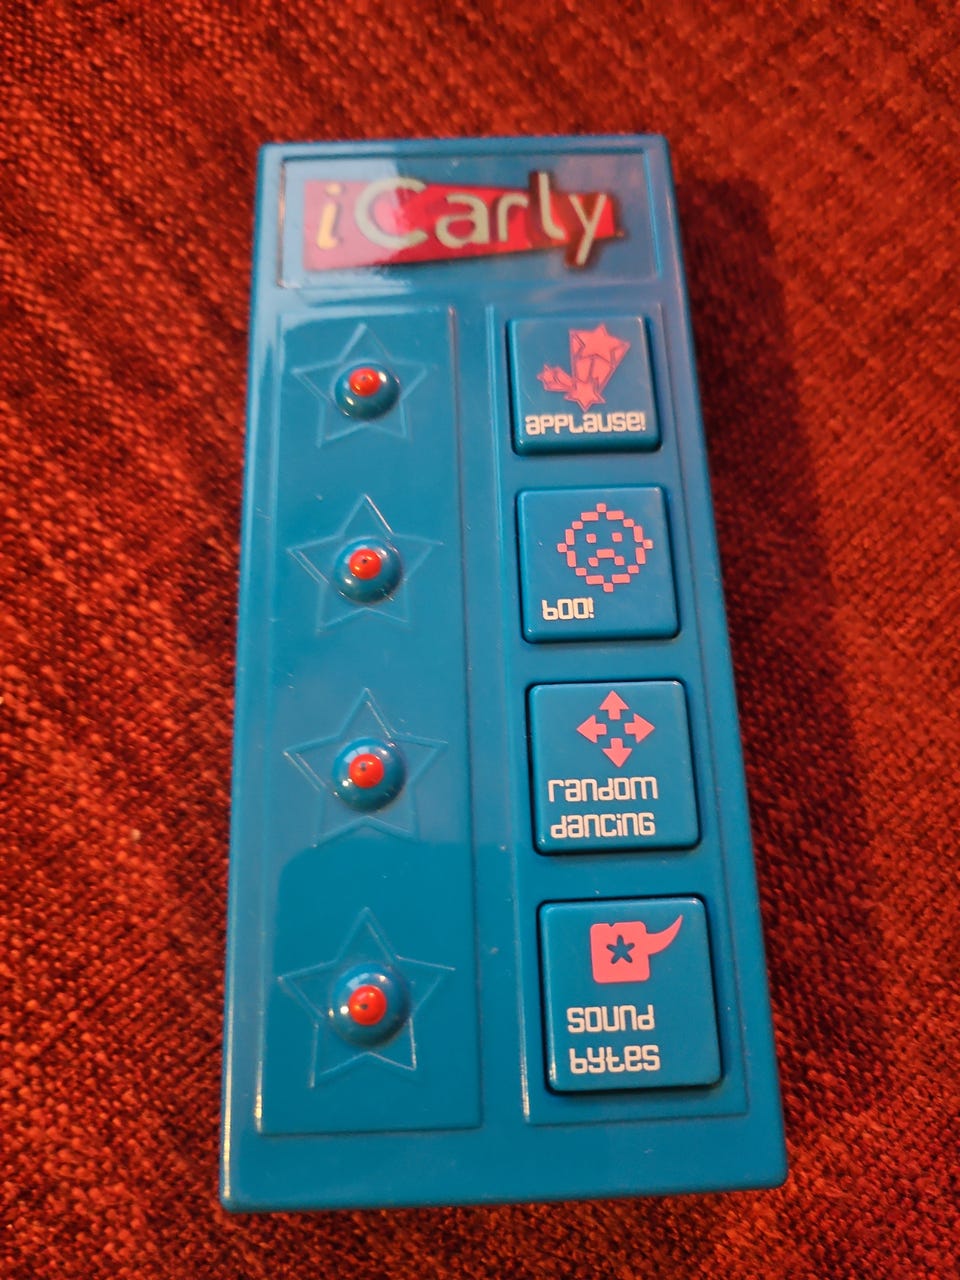 iCarly
applause!
boo!
random
dancing
sound
bytes